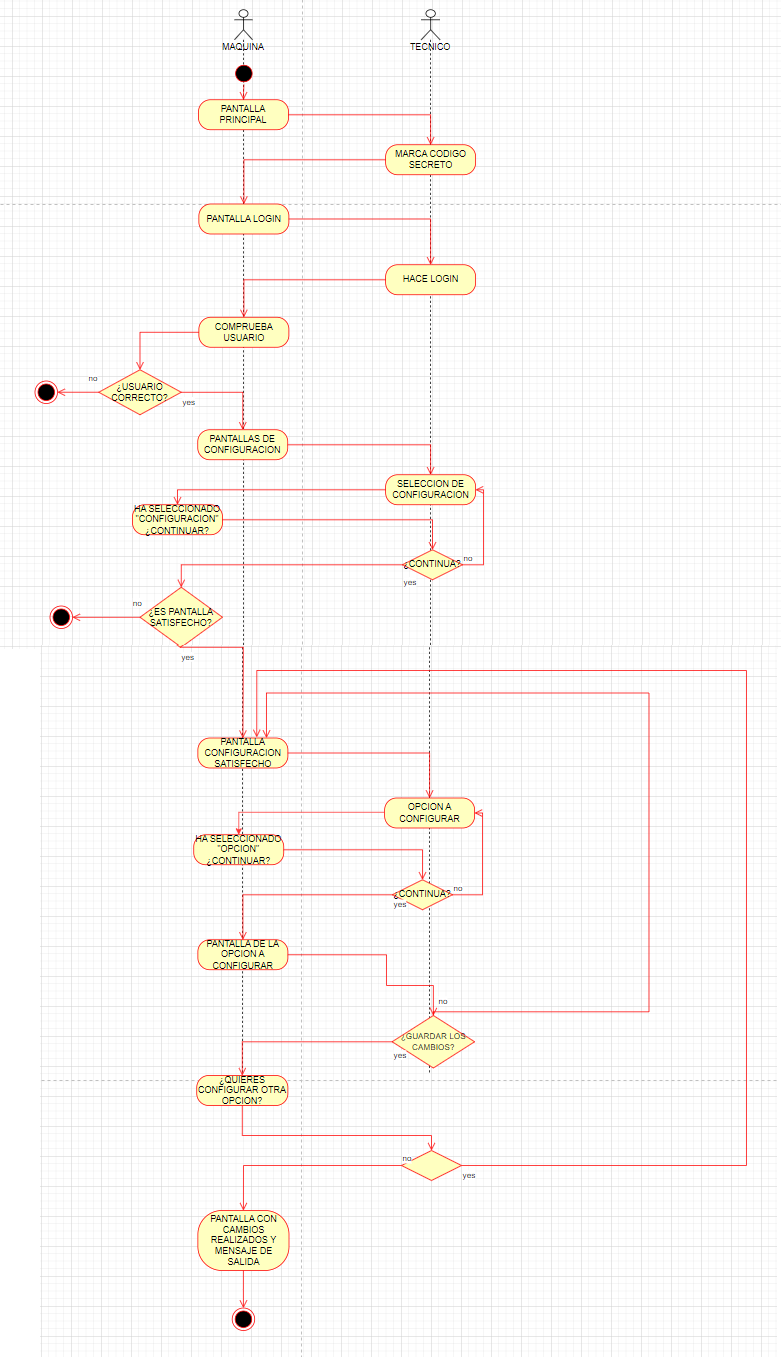 MAQUINA
TECNICO
PANTALLA
PRINCIPAL
MARCA CODIGO
SECRETO
PANTALLA LOGIN
HACE LOGIN
COMPRUEBA
USUARIO
no
¿USUARIO
CORRECTO?
yes
PANTALLAS DE
CONFIGURACION
SELECCION DE
CONFIGURACION
HA SELECCIONADO
"CONFIGURACION"
¿CONTINUAR?
¿CONTINUA?
no
yes
no
¿ES PANTALLA
SATISFECHO?
yes
PANTALLA
CONFIGURACION
SATISFECHO
OPCION A
CONFIGURAR
HA SELECCIONADO
"OPCION"
¿CONTINUAR?
¿CONTINUA?
no
yes
PANTALLA DE LA
OPCION A
CONFIGURAR
no
¿GUARDAR LOS
CAMBIOS?
yes
¿QUIERES
CONFIGURAR OTRA
OPCION?
no
yes
PANTALLA CON
CAMBIOS
REALIZADOS Y
MENSAJE DE
SALIDA